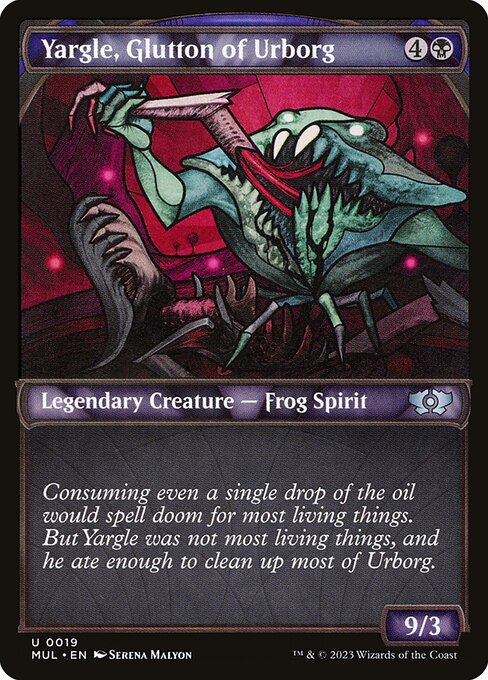 Yargle, Glutton of Urborg 4
Legendary Creature — Frog Spirit
Consuming even a single drop of the oil
would spell doom for most living things.
But Yargle was not most living things, and
he ate enough to clean up most of Urborg.
9/3
U 0019
MUL • EN Serena Malyon
™ & © 2023 Wizards of the Coast